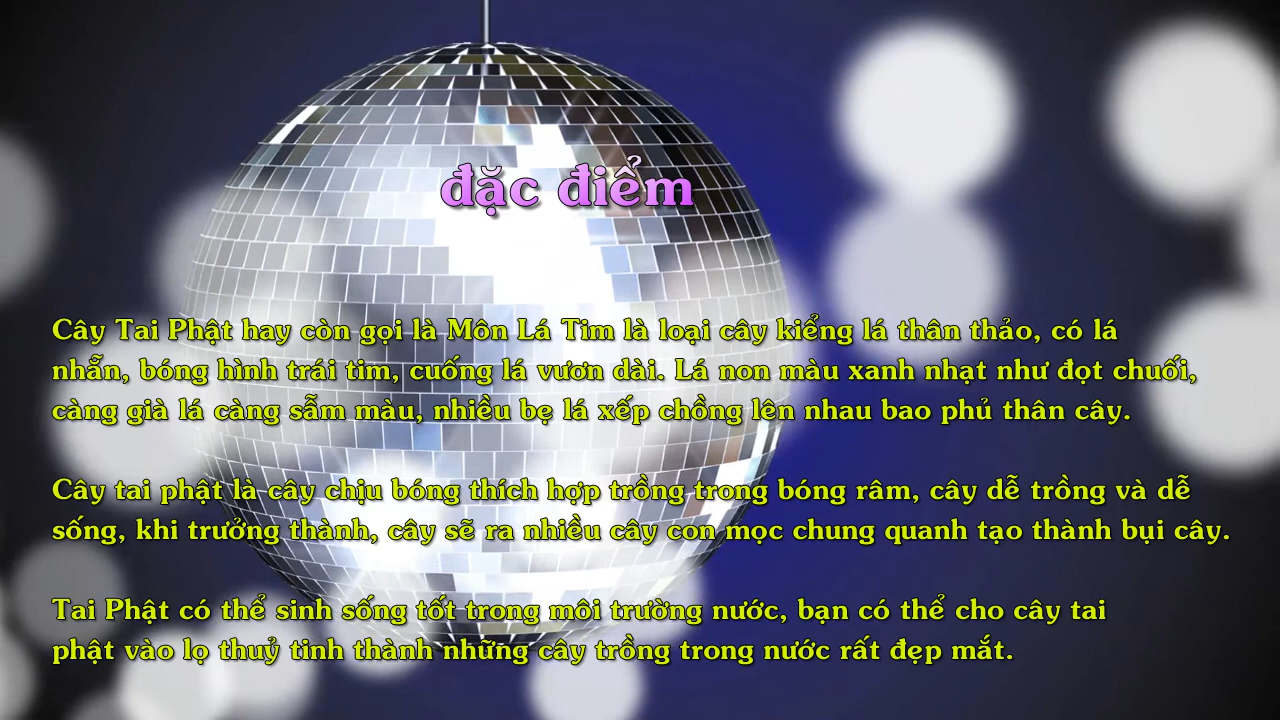 đặc điểm
Cây Tai Phật hay còn gọi là Môn Lá Tim là loại cây kiểng lá thân thảo, có lá
nhẵn, bóng hình trái tim, cuống lá vươn dài. Lá non màu xanh nhạt như đọt chuối,
càng già lá càng sẫm màu, nhiều bẹ lá xếp chồng lên nhau bao phủ thân cây.
Cây tai phật là cây chịu bóng thích hợp trồng trong bóng râm, cây dễ trồng và dễ
sống, khi trưởng thành, cây sẽ ra nhiều cây con mọc chung quanh tạo thành bụi cây.
Tai Phật có thể sinh sống tốt trong môi trường nước, bạn có thể cho cây tai
phật vào lọ thuỷ tinh thành những cây trồng trong nước rất đẹp mắt.